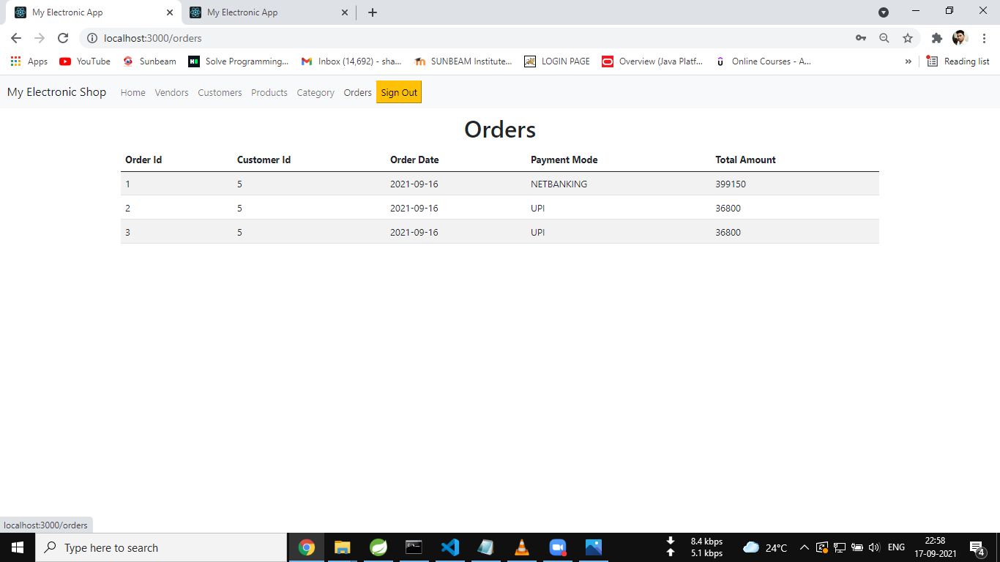 My Electronic App
My Electronic App
localhost:3000/orders
Apps
YouTube
Sunbeam
Solve Programming...
Inbox (14,692) - sha...
SUNBEAM Institute...
LOGIN PAGE
Overview (Java Platf...
Online Courses - A...
»
Reading list
My Electronic Shop Home Vendors Customers Products Category Orders Sign Out
Orders
Order Id Customer Id Order Date Payment Mode Total Amount
1 5 2021-09-16 NETBANKING 399150
2 5 2021-09-16 UPI 36800
3 5 2021-09-16 UPI 36800
localhost:3000/orders
Type here to search
8.4 kbps
5.1 kbps
24°C
ENG
22:58
17-09-2021
4